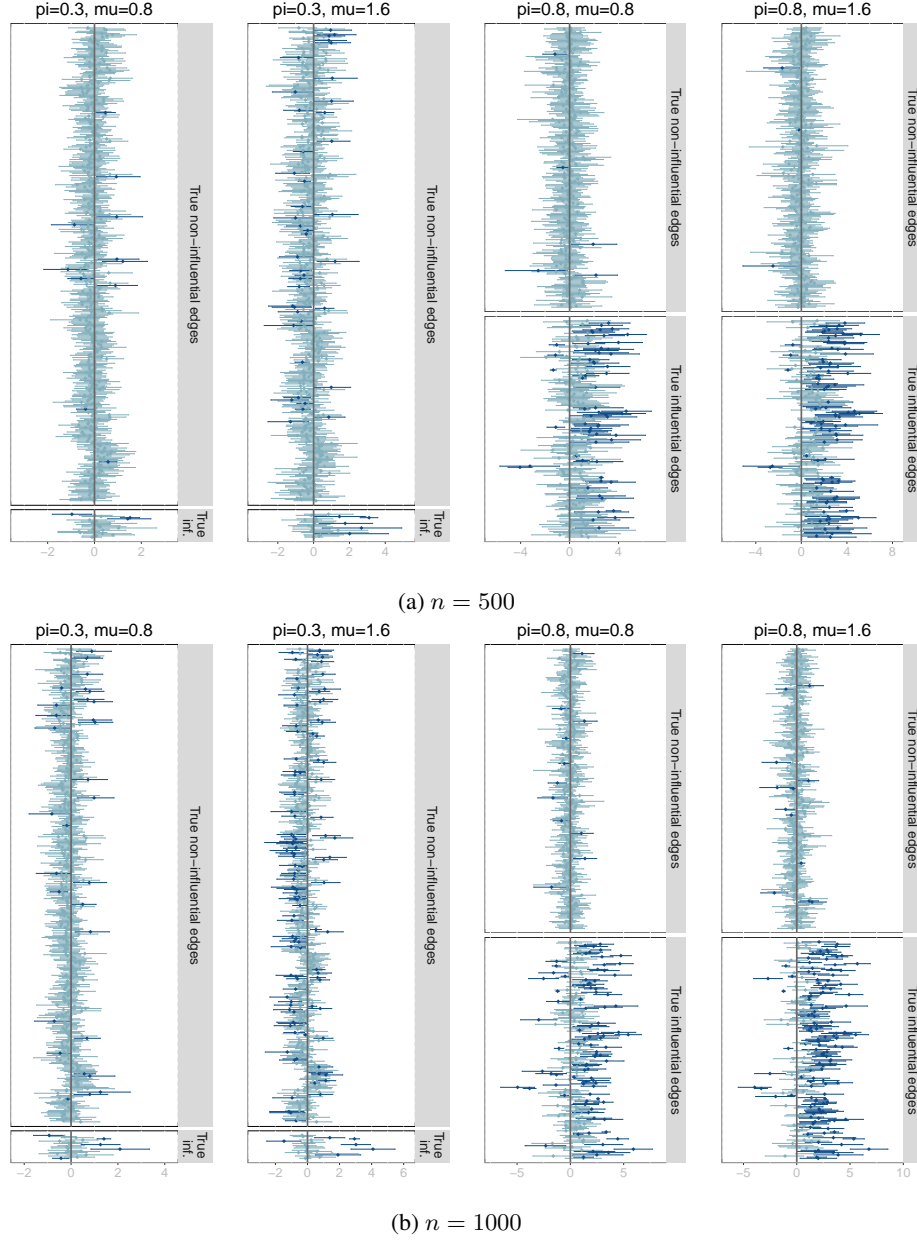 pi=0.3, mu=0.8
pi=0.3, mu=1.6
pi=0.8, mu=0.8
pi=0.8, mu=1.6
True non−influential edges
True inf.
True non−influential edges
True inf.
True non−influential edges
True influential edges
True non−influential edges
True influential edges
−2 0 2
−2 0 2 4
−4 0 4
−4 0 4 8
(a) n = 500
pi=0.3, mu=0.8
pi=0.3, mu=1.6
pi=0.8, mu=0.8
pi=0.8, mu=1.6
True non−influential edges
True inf.
True non−influential edges
True inf.
True non−influential edges
True influential edges
True non−influential edges
True influential edges
−2 0 2
−2 0 2 4 6
−5 0 5
−5 0 5 10
(b) n = 1000